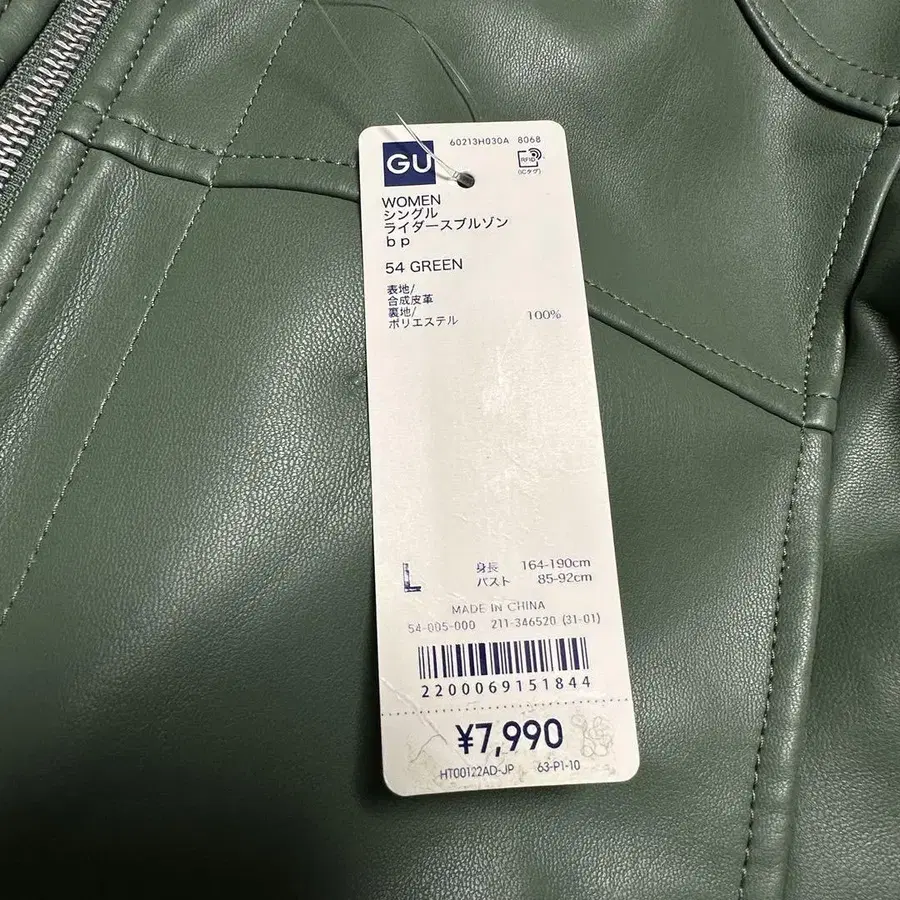 60213H030A 8068
GU
RFID
(ICタグ)
WOMEN
シングル
ライダースブルゾン
bp
54 GREEN
表地/
合成皮革
裏地/
ポリエステル 100%
L 身長 164-190cm
バスト 85-92cm
MADE IN CHINA
54-005-000 211-346520 (31-01)
2200069151844
¥7,990
HT00122AD-JP 63-P1-10